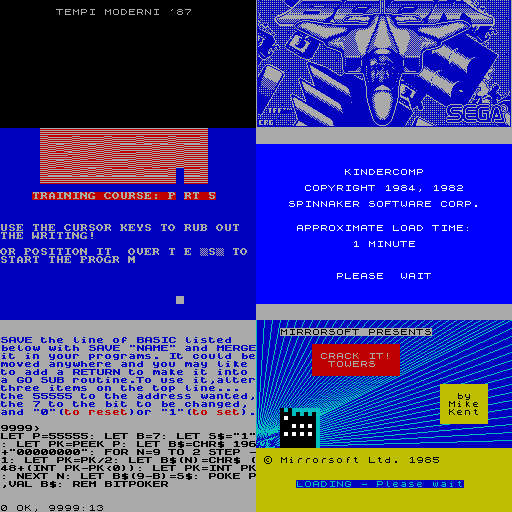 TEMPI MODERNI '87
SEGA
BASIC
TRAINING COURSE: P RT 5
USE THE CURSOR KEYS TO RUB OUT
THE WRITING!
OR POSITION IT  OVER T E  S  TO
START THE PROGR M
KINDERCOMP
COPYRIGHT 1984, 1982
SPINNAKER SOFTWARE CORP.
APPROXIMATE LOAD TIME:
1 MINUTE
PLEASE  WAIT
SAVE the line of BASIC listed
below with SAVE "NAME" and MERGE
it in your programs. It could be
moved anywhere and you may like
to add a RETURN to make it into
a GO SUB routine.To use it,alter
three items on the top line...
the 55555 to the address wanted,
the 7 to the bit to be changed,
and "0"(to reset)or "1"(to set).
9999>
LET P=55555: LET B=7: LET S$="1"
: LET PK=PEEK P: LET B$=CHR$ 196
+"00000000": FOR N=9 TO 2 STEP -
1: LET PK=PK/2: LET B$(N)=CHR$ (
48+(INT PK-PK<0)): LET PK=INT PK
: NEXT N: LET B$(9-B)=S$: POKE P
,VAL B$: REM BITPOKER
0 OK, 9999:13
MIRRORSOFT PRESENTS
CRACK IT!
TOWERS
by
Mike
Kent
© Mirrorsoft Ltd. 1985
LOADING - Please wait